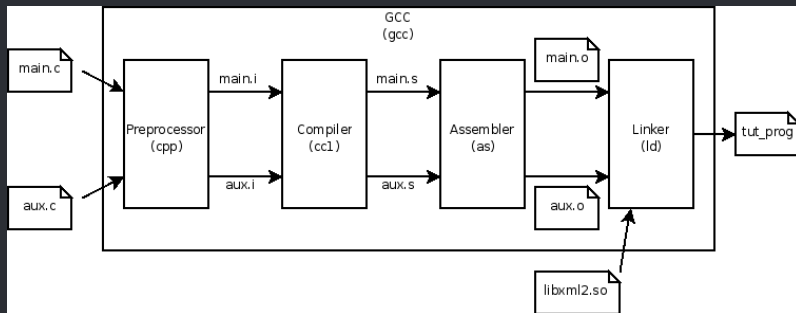 GCC
(gcc)
main.c
main.i
main.s
main.o
Preprocessor
(cpp)
Compiler
(cc1)
Assembler
(as)
Linker
(ld)
tut_prog
aux.c
aux.i
aux.s
aux.o
libxml2.so